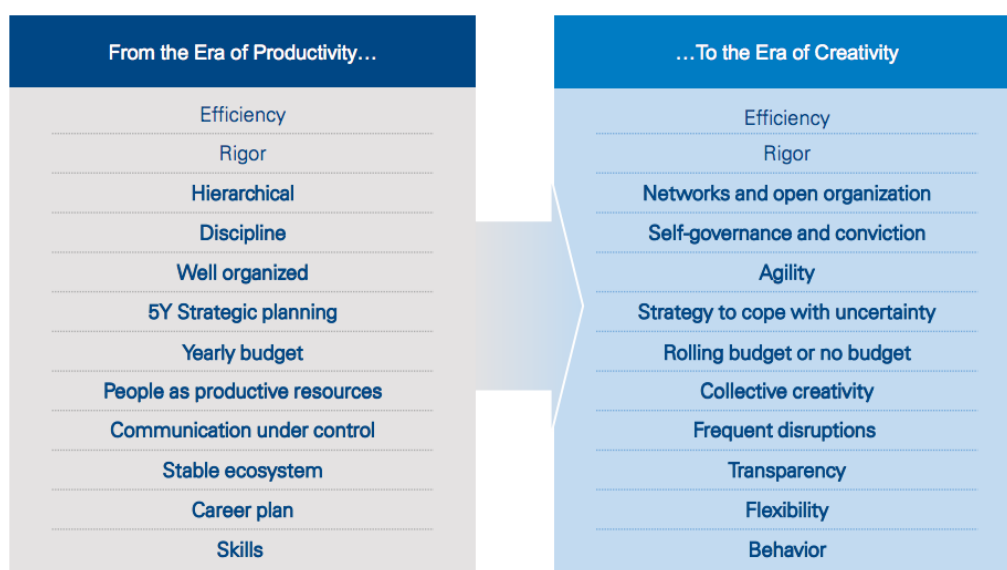 From the Era of Productivity…
Efficiency
Rigor
Hierarchical
Discipline
Well organized
5Y Strategic planning
Yearly budget
People as productive resources
Communication under control
Stable ecosystem
Career plan
Skills
…To the Era of Creativity
Efficiency
Rigor
Networks and open organization
Self-governance and conviction
Agility
Strategy to cope with uncertainty
Rolling budget or no budget
Collective creativity
Frequent disruptions
Transparency
Flexibility
Behavior